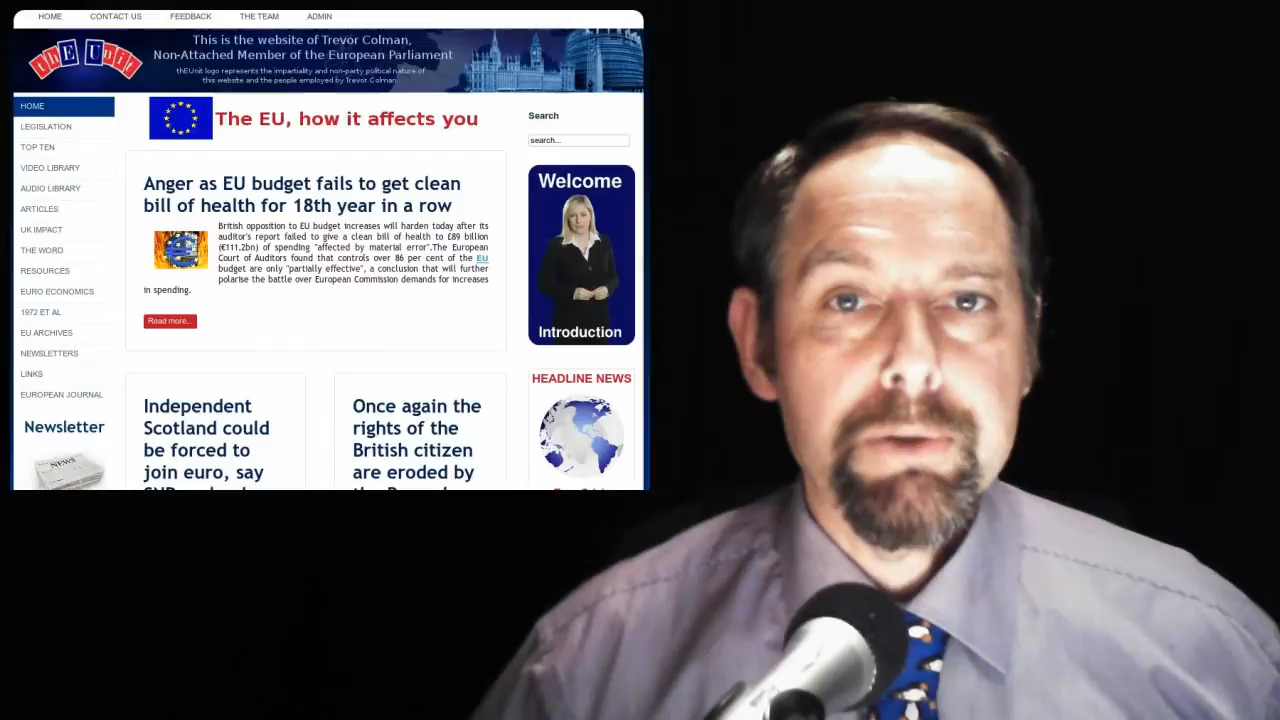 HOME CONTACT US FEEDBACK THE TEAM ADMIN
thEUnit
This is the website of Trevor Colman,
Non-Attached Member of the European Parliament
thEUnit logo represents the impartiality and non-party political nature of
this website and the people employed by Trevor Colman
HOME
LEGISLATION
TOP TEN
VIDEO LIBRARY
AUDIO LIBRARY
ARTICLES
UK IMPACT
THE WORD
RESOURCES
EURO ECONOMICS
1972 ET AL
EU ARCHIVES
NEWSLETTERS
LINKS
EUROPEAN JOURNAL
Newsletter
NEWS
The EU, how it affects you
Anger as EU budget fails to get clean
bill of health for 18th year in a row
British opposition to EU budget increases will harden today after its
auditor's report failed to give a clean bill of health to £89 billion
(€111.2bn) of spending "affected by material error".The European
Court of Auditors found that controls over 86 per cent of the EU
budget are only "partially effective", a conclusion that will further
polarise the battle over European Commission demands for increases
in spending.
Read more...
Independent
Scotland could
be forced to
join euro, say
Once again the
rights of the
British citizen
are eroded by
Search
search...
Welcome
Introduction
HEADLINE NEWS